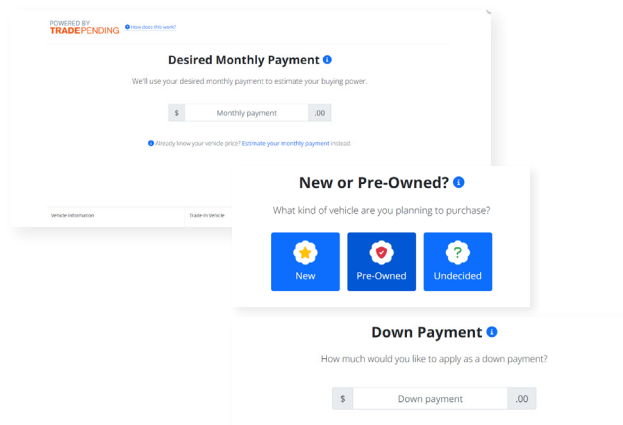 POWERED BY
TRADEPENDING
How does this work?
Desired Monthly Payment
We'll use your desired monthly payment to estimate your buying power.
$ Monthly payment .00
Already know your vehicle price? Estimate your monthly payment instead.
Vehicle Information Trade-In Vehicle
New or Pre-Owned?
What kind of vehicle are you planning to purchase?
New Pre-Owned Undecided
Down Payment
How much would you like to apply as a down payment?
$ Down payment .00